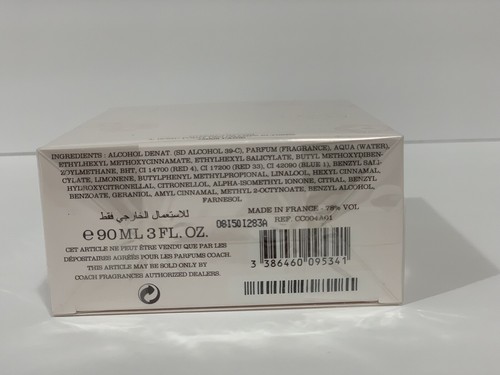 INGREDIENTS : ALCOHOL DENAT. (SD ALCOHOL 39-C), PARFUM (FRAGRANCE), AQUA (WATER),
ETHYLHEXYL METHOXYCINNAMATE, ETHYLHEXYL SALICYLATE, BUTYL METHOXYDIBEN-
ZOYLMETHANE, BHT, CI 14700 (RED 4), CI 17200 (RED 33), CI 42090 (BLUE 1), BENZYL SALI-
CYLATE, LIMONENE, BUTYLPHENYL METHYLPROPIONAL, LINALOOL, HEXYL CINNAMAL,
HYDROXYCITRONELLAL, CITRONELLOL, ALPHA-ISOMETHYL IONONE, CITRAL, BENZYL
BENZOATE, GERANIOL, AMYL CINNAMAL, METHYL 2-OCTYNOATE, BENZYL ALCOHOL,
FARNESOL
للاستعمال الخارجي فقط
e 90 ML 3 FL. OZ.
CET ARTICLE NE PEUT ÊTRE VENDU QUE PAR LES
DÉPOSITAIRES AGRÉÉS POUR LES PARFUMS COACH.
THIS ARTICLE MAY BE SOLD ONLY BY
COACH FRAGRANCES AUTHORIZED DEALERS.
MADE IN FRANCE - 78% VOL
081501283A REF. CC004A01
3 386460 095341